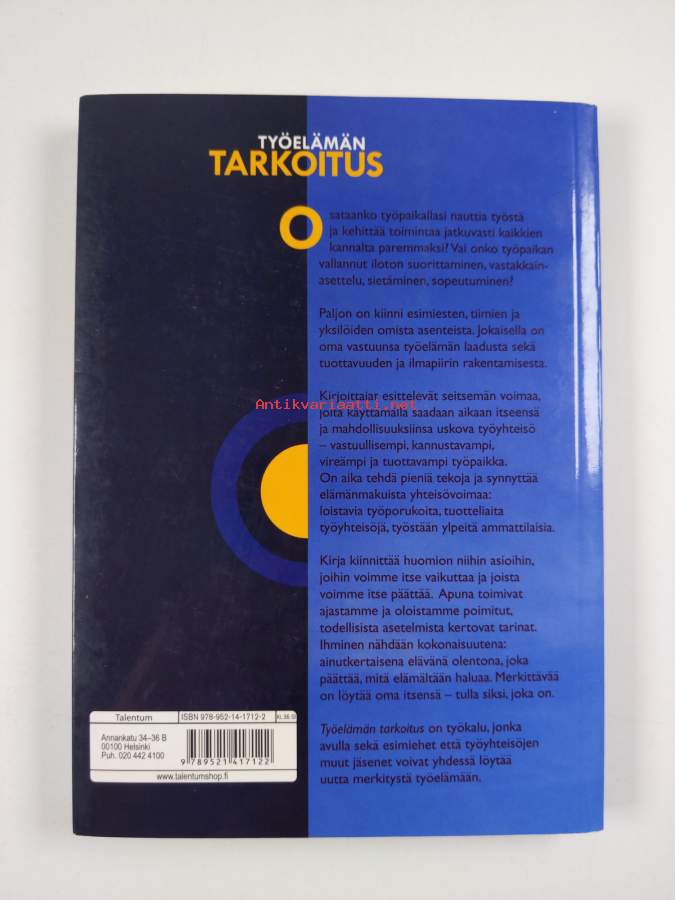 TYÖELÄMÄN
TARKOITUS
Osataanko työpaikallasi nauttia työstä
ja kehittää toimintaa jatkuvasti kaikkien
kannalta paremmaksi? Vai onko työpaikan
vallannut iloton suorittaminen, vastakkain-
asettelu, sietäminen, sopeutuminen?
Paljon on kiinni esimiesten, tiimien ja
yksilöiden omista asenteista. Jokaisella on
oma vastuunsa työelämän laadusta sekä
tuottavuuden ja ilmapiirin rakentamisesta.
Kirjoittajat esittelevät seitsemän voimaa,
Antikvariaatti.net
joita käyttämällä saadaan aikaan itseensä
ja mahdollisuuksiinsa uskova työyhteisö
– vastuullisempi, kannustavampi,
vireämpi ja tuottavampi työpaikka.
On aika tehdä pieniä tekoja ja synnyttää
elämänmakuista yhteisövoimaa:
loistavia työporukoita, tuotteliaita
työyhteisöjä, työstään ylpeitä ammattilaisia.
Kirja kiinnittää huomion niihin asioihin,
joihin voimme itse vaikuttaa ja joista
voimme itse päättää. Apuna toimivat
ajastamme ja oloistamme poimitut,
todellisista asetelmista kertovat tarinat.
Ihminen nähdään kokonaisuutena:
ainutkertaisena elävänä olentona, joka
päättää, mitä elämältään haluaa. Merkittävää
on löytää oma itsensä – tulla siksi, joka on.
Työelämän tarkoitus on työkalu, jonka
avulla sekä esimiehet että työyhteisöjen
muut jäsenet voivat yhdessä löytää
uutta merkitystä työelämään.
Talentum
ISBN 978-952-14-1712-2
Annankatu 34–36 B
00100 Helsinki
Puh. 020 442 4100
9 789521 417122
www.talentumshop.fi